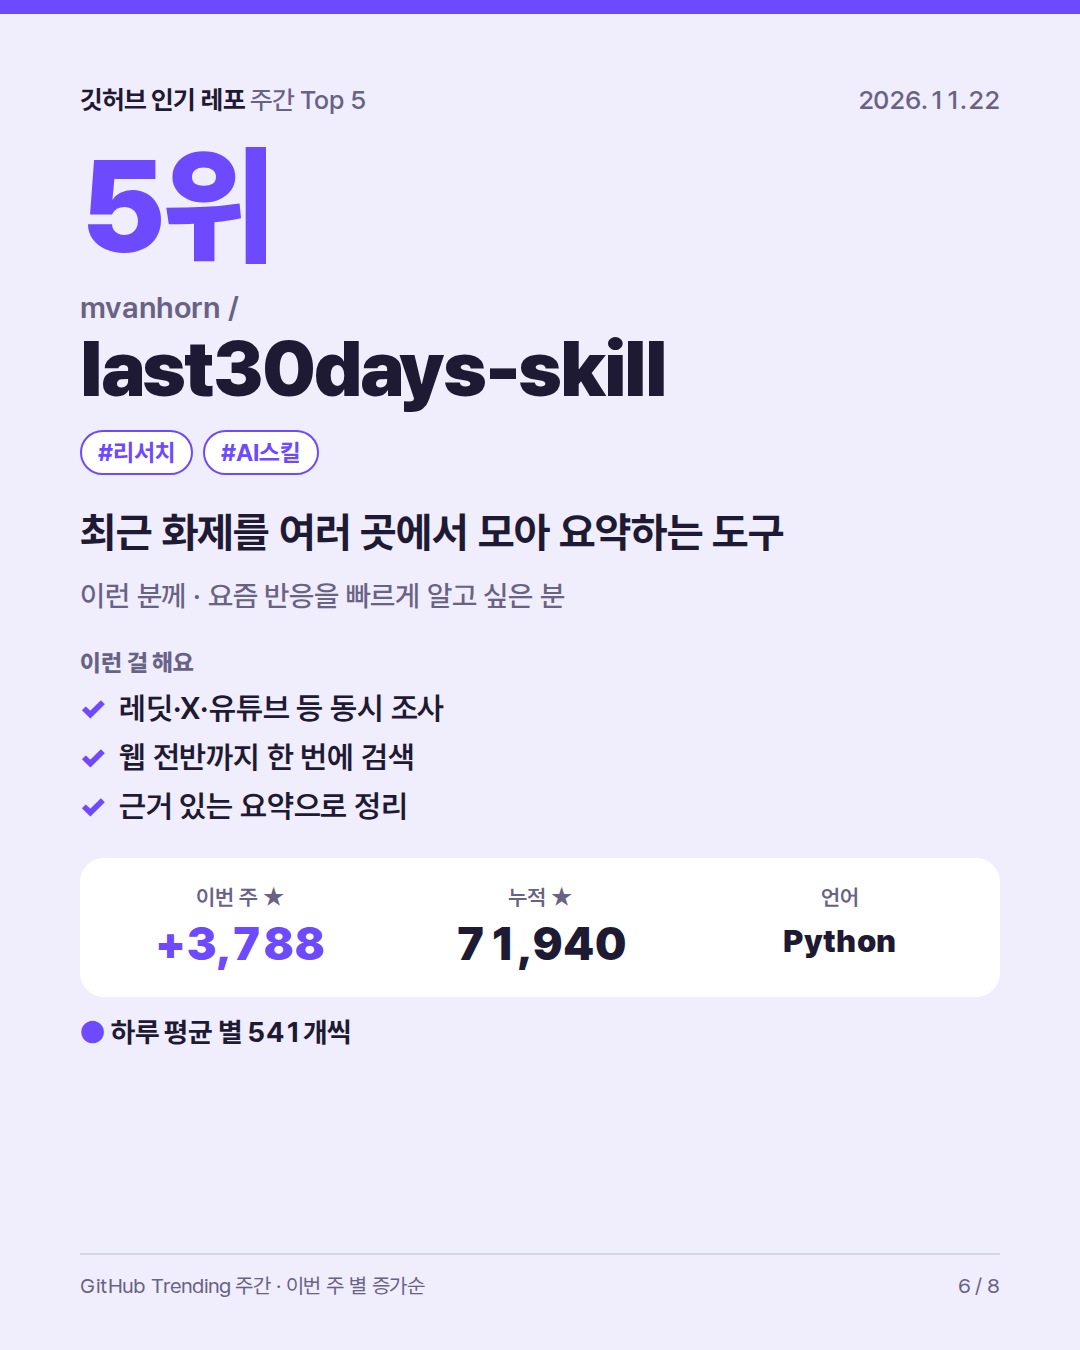 깃허브 인기 레포 주간 Top 5
2026.11.22
5위
mvanhorn /
last30days-skill
#리서치 #AI스킬
최근 화제를 여러 곳에서 모아 요약하는 도구
이런 분께 · 요즘 반응을 빠르게 알고 싶은 분
이런 걸 해요
✓ 레딧·X·유튜브 등 동시 조사
✓ 웹 전반까지 한 번에 검색
✓ 근거 있는 요약으로 정리
이번 주 ★ 누적 ★ 언어
+3,788 71,940 Python
하루 평균 별 541개씩
GitHub Trending 주간 · 이번 주 별 증가순
6 / 8